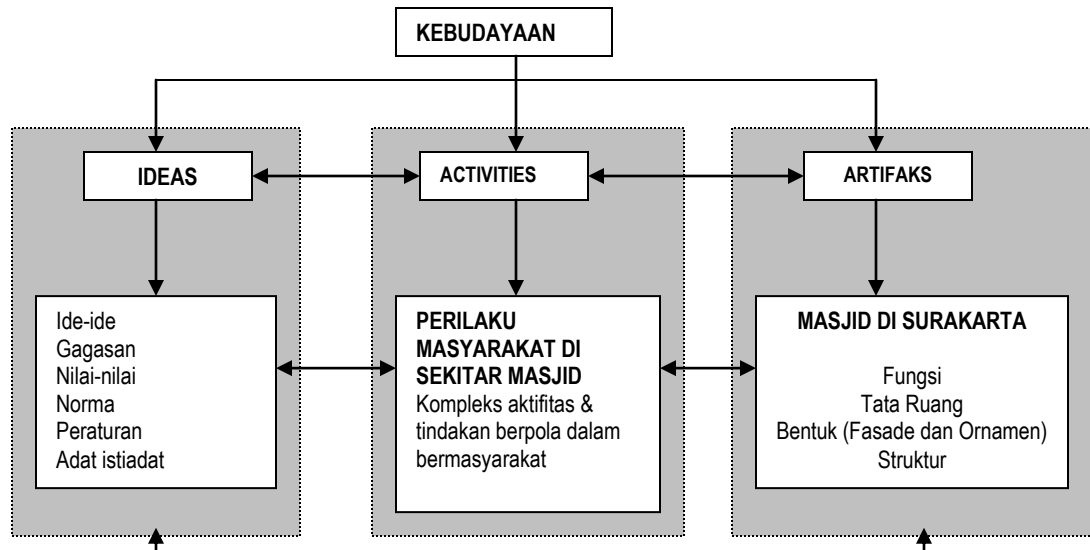 KEBUDAYAAN
IDEAS
ACTIVITIES
ARTIFAKS
Ide-ide
Gagasan
Nilai-nilai
Norma
Peraturan
Adat istiadat
PERILAKU
MASYARAKAT DI
SEKITAR MASJID
Kompleks aktifitas &
tindakan berpola dalam
bermasyarakat
MASJID DI SURAKARTA
Fungsi
Tata Ruang
Bentuk (Fasade dan Ornamen)
Struktur